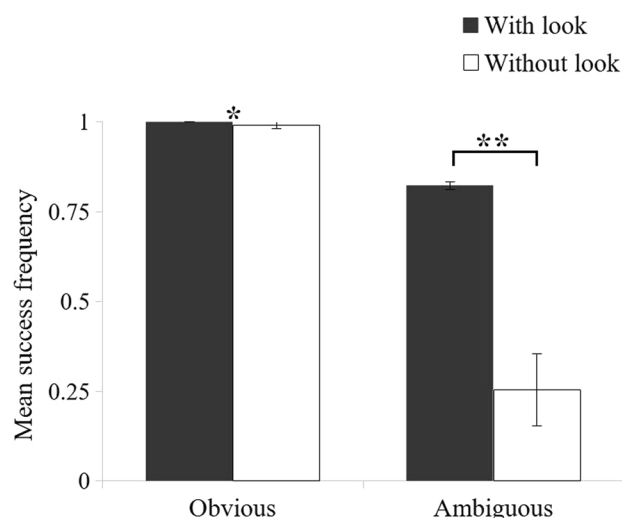 With look
Without look
Mean success frequency
1
*
**
0.75
0.5
0.25
0
Obvious
Ambiguous